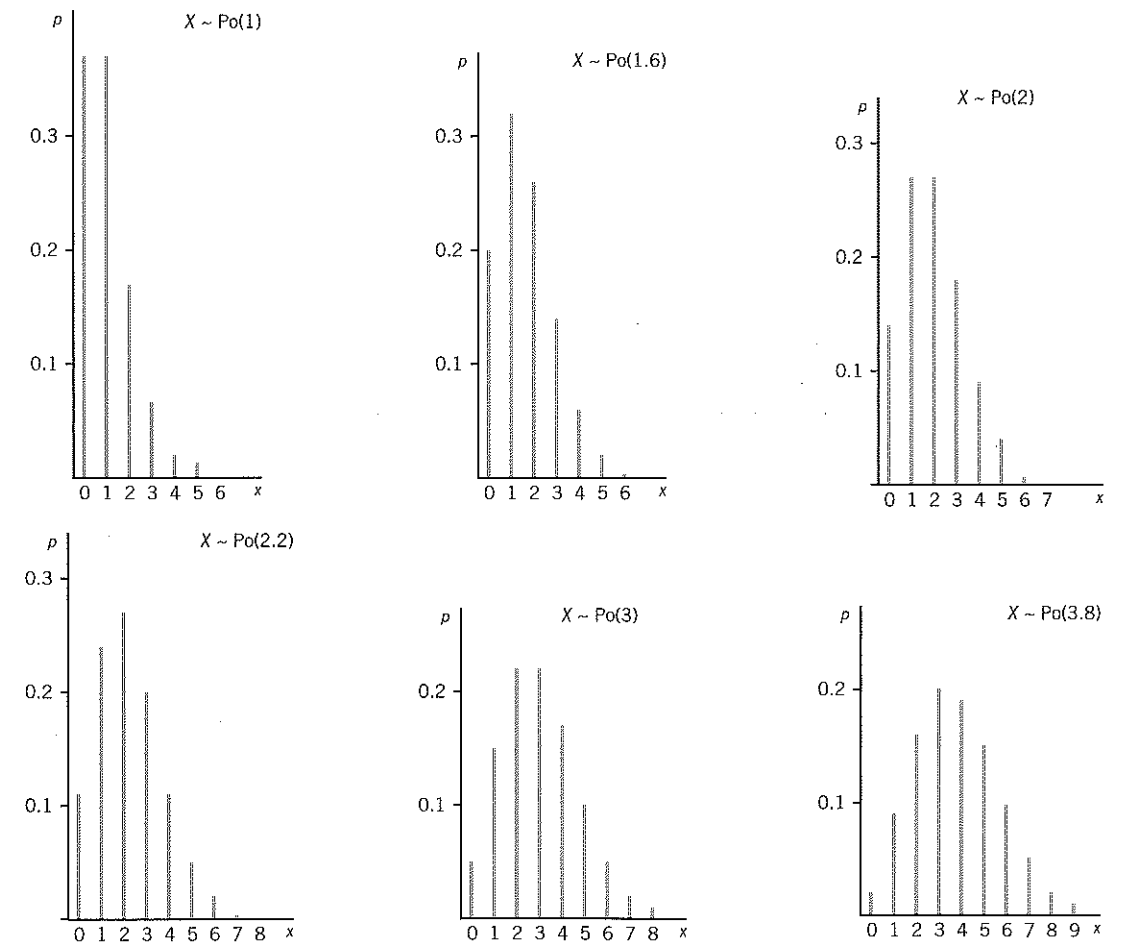 p
X ~ Po(1)
0.3
0.2
0.1
0 1 2 3 4 5 6 x
p
X ~ Po(1.6)
0.3
0.2
0.1
0 1 2 3 4 5 6 x
p
X ~ Po(2)
0.3
0.2
0.1
0 1 2 3 4 5 6 7 x
p
X ~ Po(2.2)
0.3
0.2
0.1
0 1 2 3 4 5 6 7 8 x
p
X ~ Po(3)
0.2
0.1
0 1 2 3 4 5 6 7 8 x
p
X ~ Po(3.8)
0.2
0.1
0 1 2 3 4 5 6 7 8 9 x